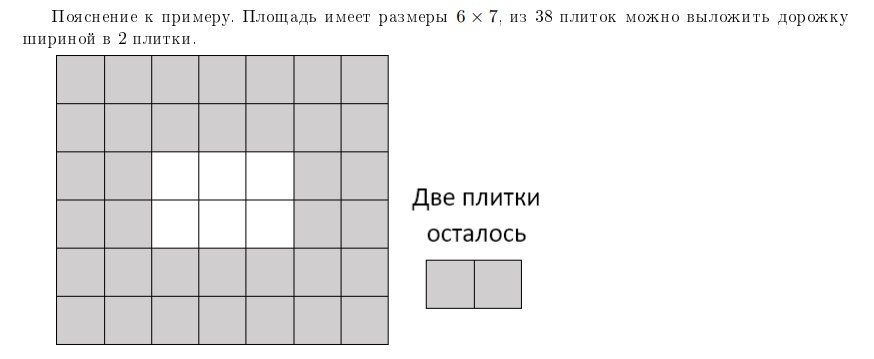 Пояснение к примеру. Площадь имеет размеры 6 × 7, из 38 плиток можно выложить дорожку
шириной в 2 плитки.
Две плитки
осталось